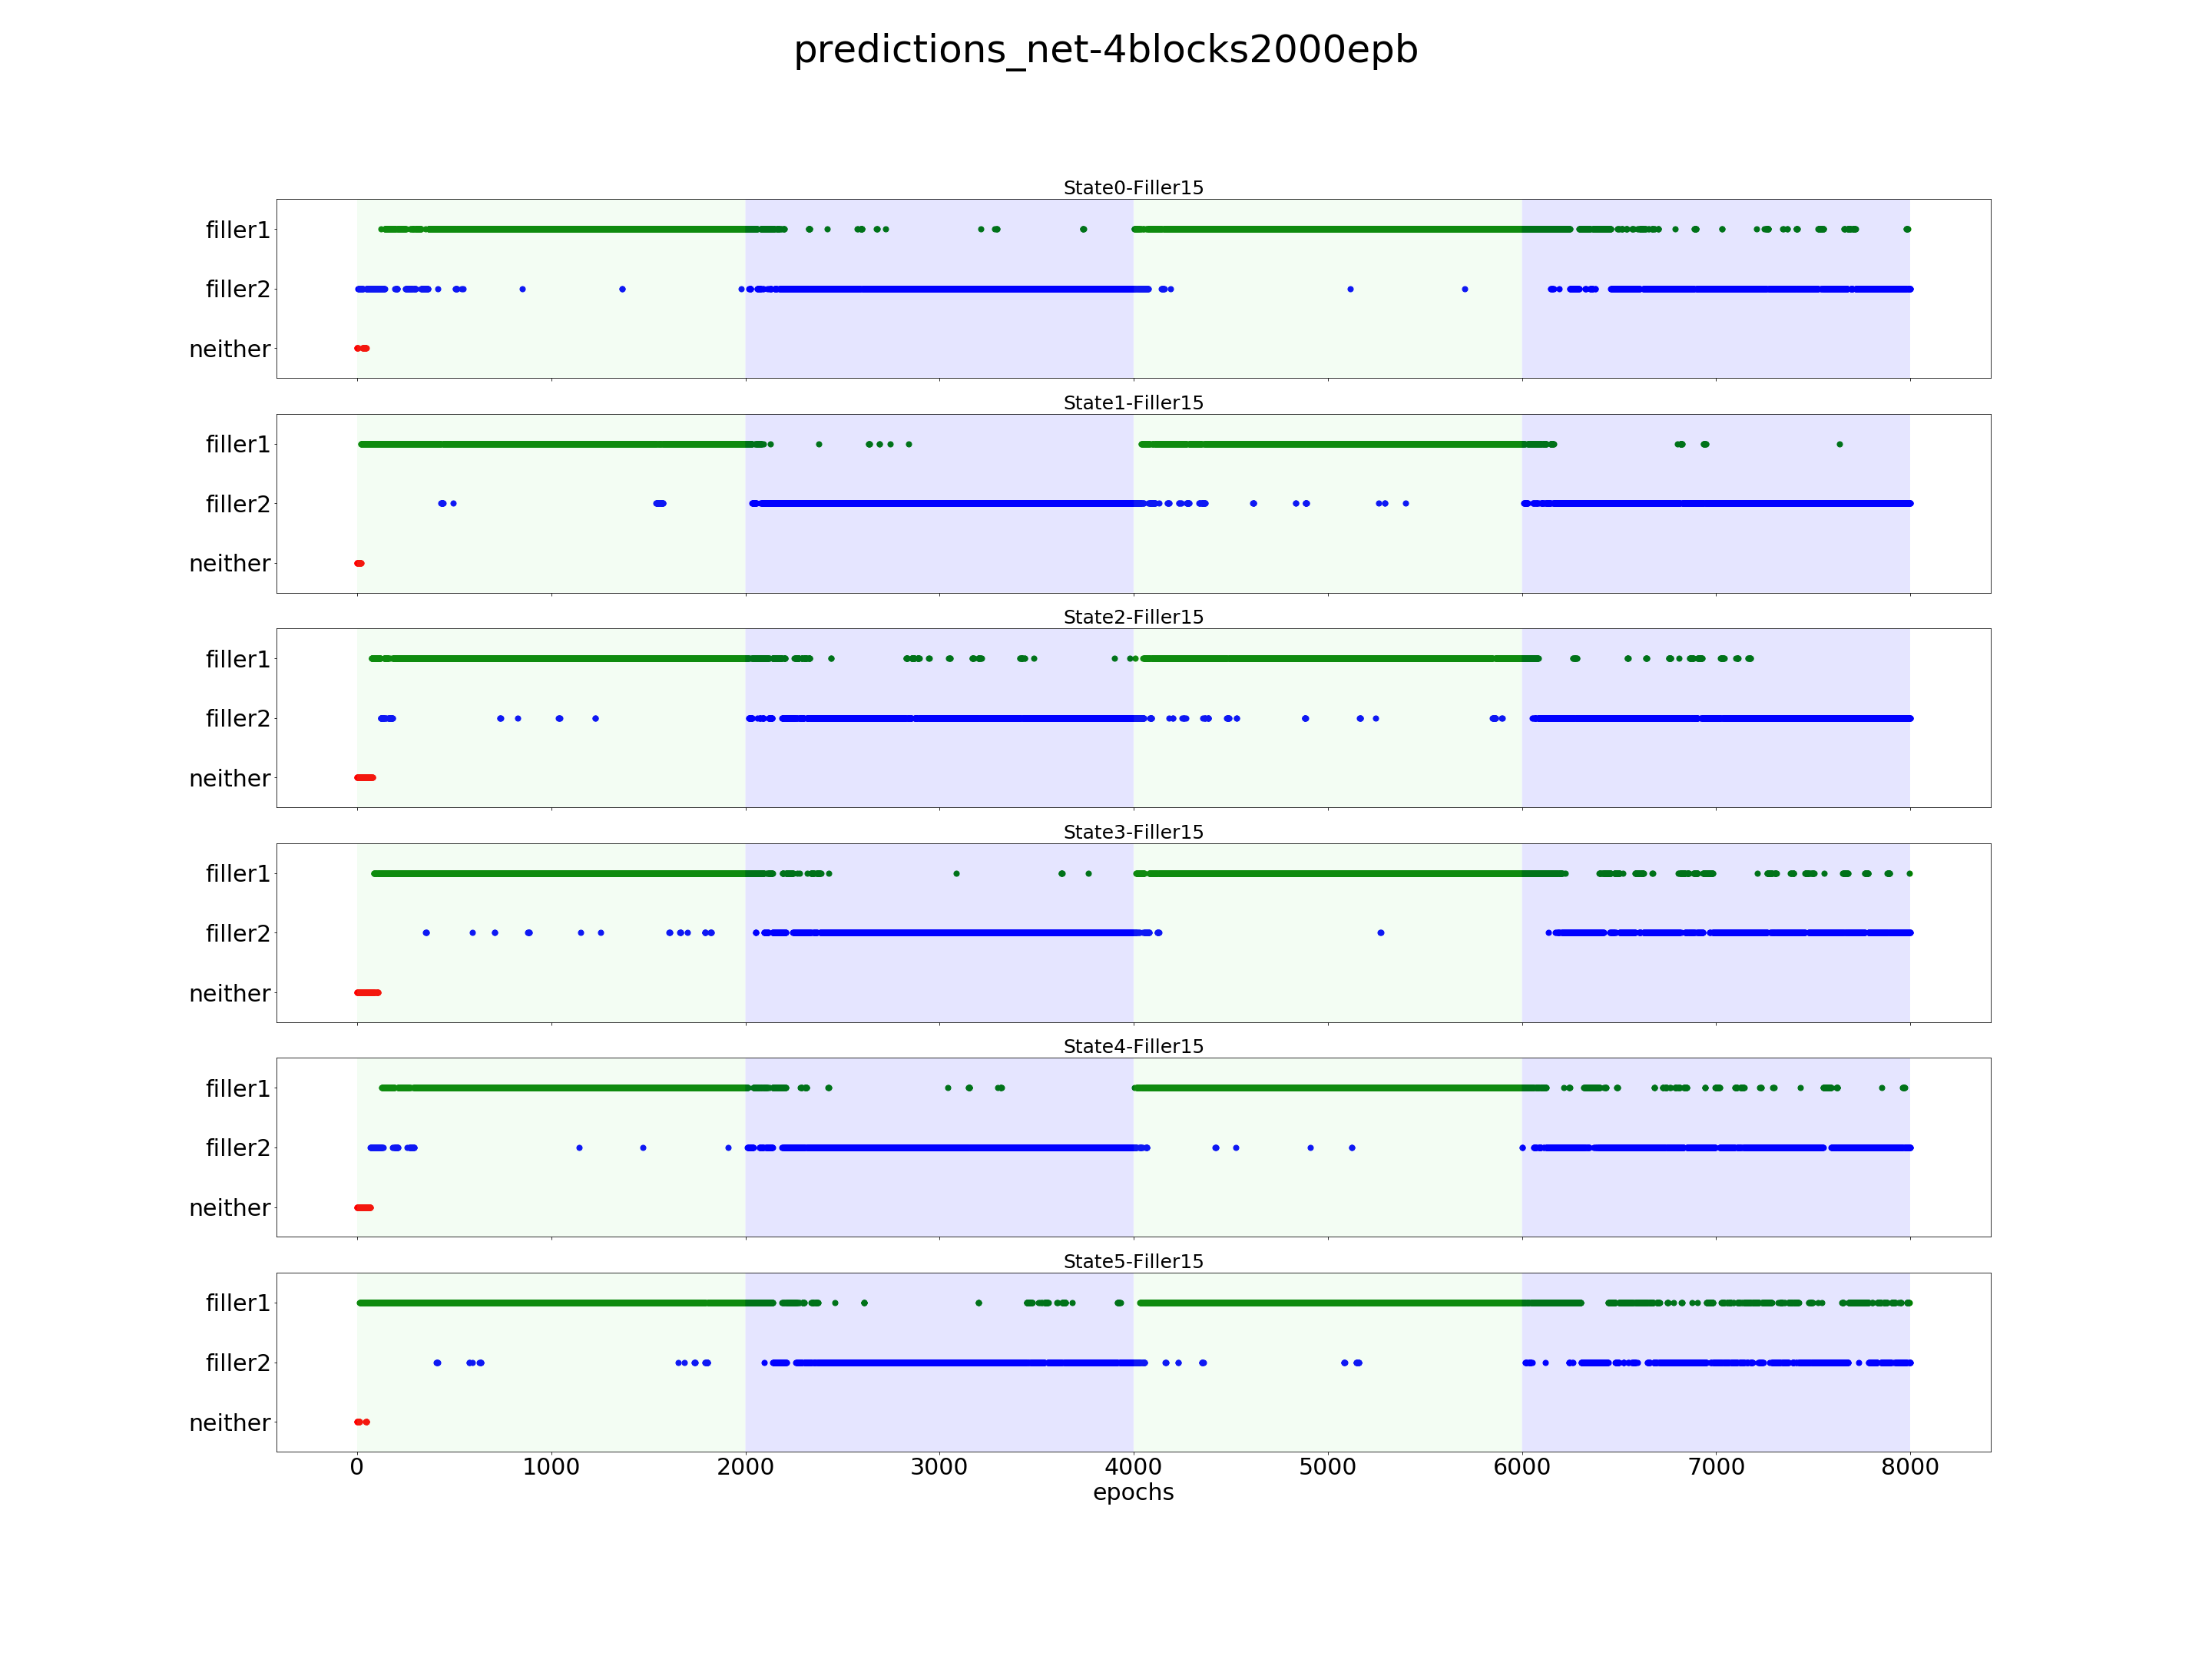 predictions_net-4blocks2000epb
State0-Filler15
filler1
filler2
neither
State1-Filler15
filler1
filler2
neither
State2-Filler15
filler1
filler2
neither
State3-Filler15
filler1
filler2
neither
State4-Filler15
filler1
filler2
neither
State5-Filler15
filler1
filler2
neither
0 1000 2000 3000 4000 5000 6000 7000 8000
epochs